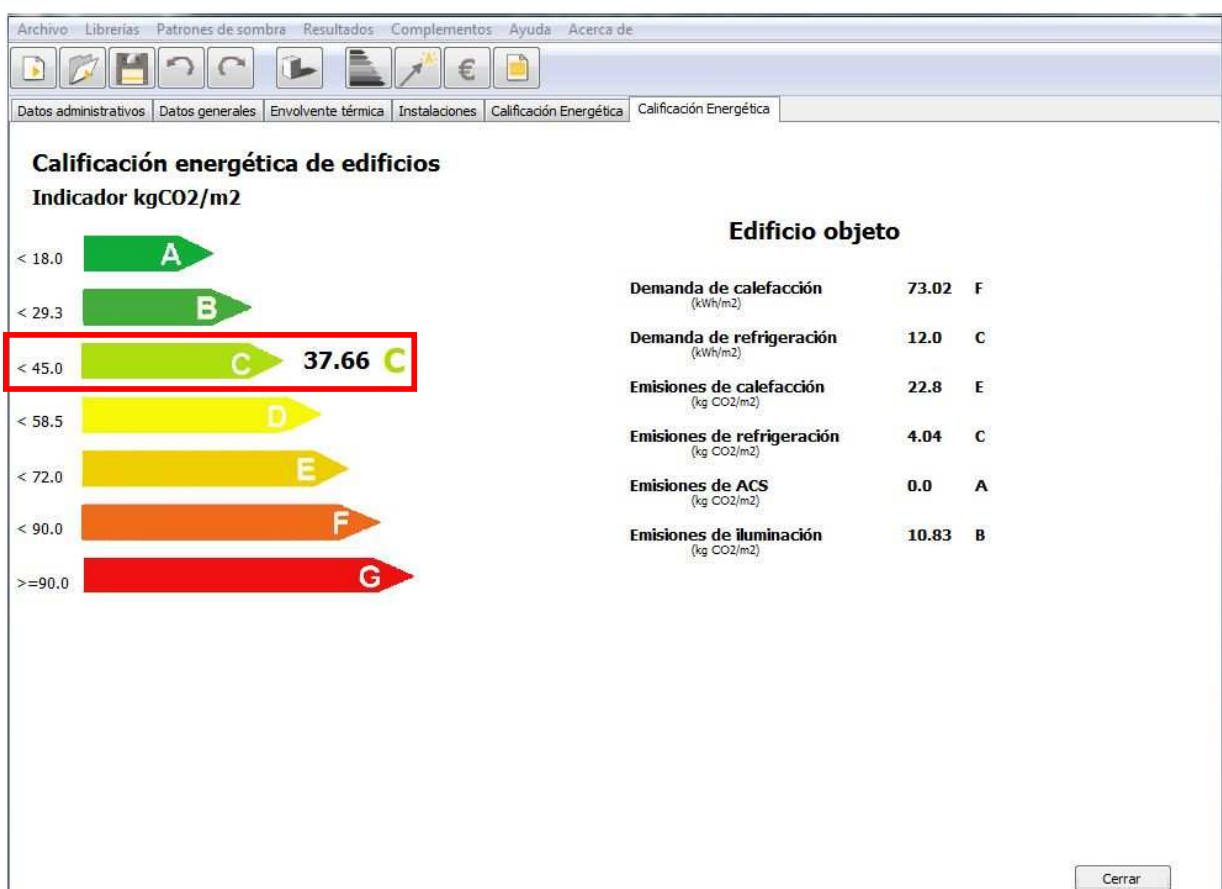 Archivo Librerías Patrones de sombra Resultados Complementos Ayuda Acerca de
€
Datos administrativos Datos generales Envolvente térmica Instalaciones Calificación Energética Calificación Energética
Calificación energética de edificios
Indicador kgCO2/m2
< 18.0 A
< 29.3 B
< 45.0 C 37.66 C
< 58.5 D
< 72.0 E
< 90.0 F
>=90.0 G
Edificio objeto
Demanda de calefacción 73.02 F
(kWh/m2)
Demanda de refrigeración 12.0 C
(kWh/m2)
Emisiones de calefacción 22.8 E
(kg CO2/m2)
Emisiones de refrigeración 4.04 C
(kg CO2/m2)
Emisiones de ACS 0.0 A
(kg CO2/m2)
Emisiones de iluminación 10.83 B
(kg CO2/m2)
Cerrar